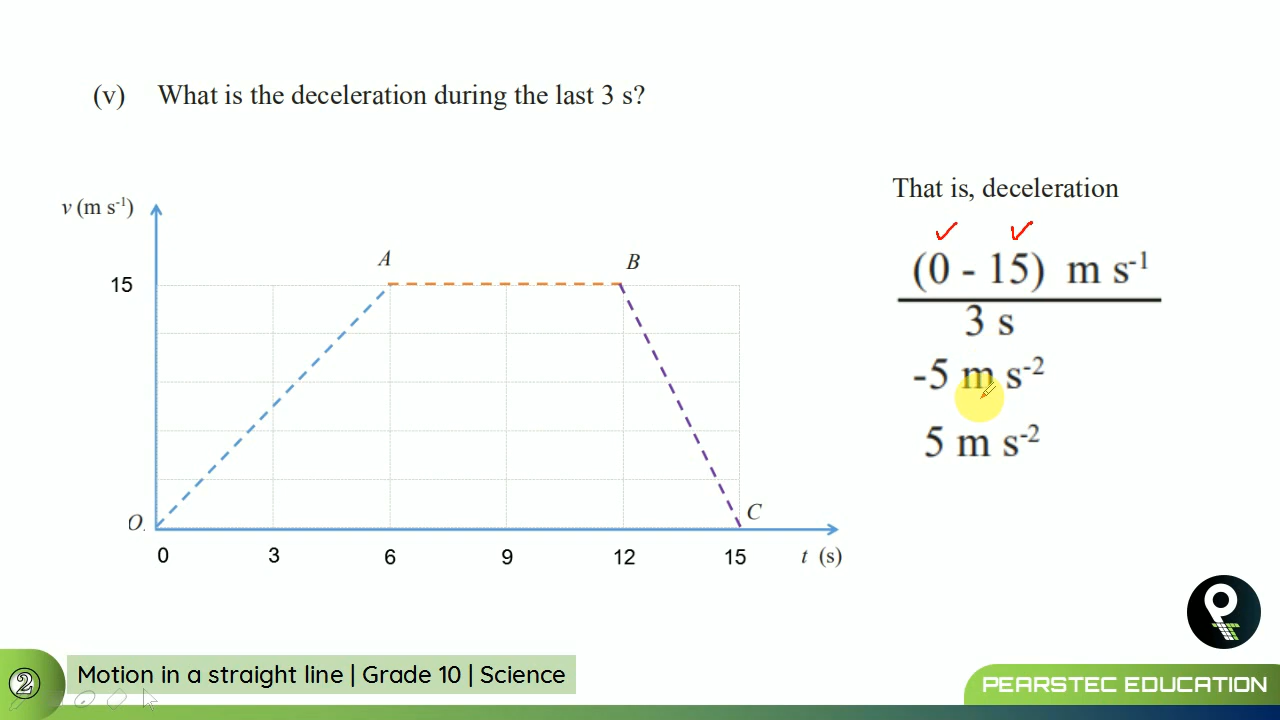 (v) What is the deceleration during the last 3 s?
That is, deceleration
v (m s-1)
(0 - 15) m s-1
3 s
-5 m s-2
5 m s-2
A
B
15
O
C
0 3 6 9 12 15 t (s)
2 Motion in a straight line | Grade 10 | Science
PEARSTEC EDUCATION